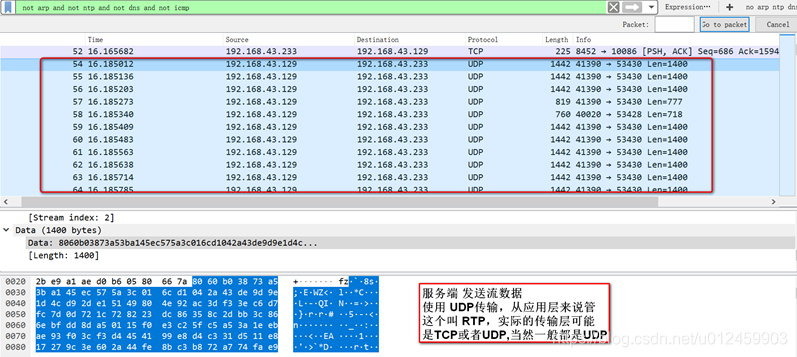 not arp and not ntp and not dns and not icmp
Expression…
+
no arp ntp dns
Packet:
Go to packet
Cancel
Time Source Destination Protocol Length Info
52 16.165682 192.168.43.233 192.168.43.129 TCP 225 8452 → 10086 [PSH, ACK] Seq=686 Ack=1594
54 16.185012 192.168.43.129 192.168.43.233 UDP 1442 41390 → 53430 Len=1400
55 16.185136 192.168.43.129 192.168.43.233 UDP 1442 41390 → 53430 Len=1400
56 16.185203 192.168.43.129 192.168.43.233 UDP 1442 41390 → 53430 Len=1400
57 16.185273 192.168.43.129 192.168.43.233 UDP 819 41390 → 53430 Len=777
58 16.185340 192.168.43.129 192.168.43.233 UDP 760 40020 → 53428 Len=718
59 16.185409 192.168.43.129 192.168.43.233 UDP 1442 41390 → 53430 Len=1400
60 16.185483 192.168.43.129 192.168.43.233 UDP 1442 41390 → 53430 Len=1400
61 16.185563 192.168.43.129 192.168.43.233 UDP 1442 41390 → 53430 Len=1400
62 16.185638 192.168.43.129 192.168.43.233 UDP 1442 41390 → 53430 Len=1400
63 16.185714 192.168.43.129 192.168.43.233 UDP 1442 41390 → 53430 Len=1400
64 16.185785 192.168.43.129 192.168.43.233 UDP 1442 41390 → 53430 Len=1400
[Stream index: 2]
Data (1400 bytes)
Data: 8060b03873a53ba145ec575a3c016cd1042a43de9d9e1d4c…
[Length: 1400]
0020 2b e9 a1 ae d0 b6 05 80 66 7a 80 60 b0 38 73 a5
0030 3b a1 45 ec 57 5a 3c 01 6c d1 04 2a 43 de 9d 9e
0040 1d 4c d9 2d e1 51 49 80 4e 92 ac 3d f3 3e c6 d7
0050 7d 0d 72 1c 72 82 23 dc 86 35 8c 2d bb 3c 86
0060 6e bf dd 8d a5 01 15 f0 e3 c2 5f c5 a5 3a 1e eb
0070 ae 93 f0 3c f3 d4 45 41 99 e8 d4 c3 31 d5 11 e8
0080 17 27 9c 3e 60 2a 44 fe 8b c3 b8 72 a7 74 fa e9
服务端 发送流数据
使用 UDP传输，从应用层来说管
这个叫 RTP，实际的传输层可能
是TCP或者UDP,当然一般都是UDP
blog.csdn.net/u012459903